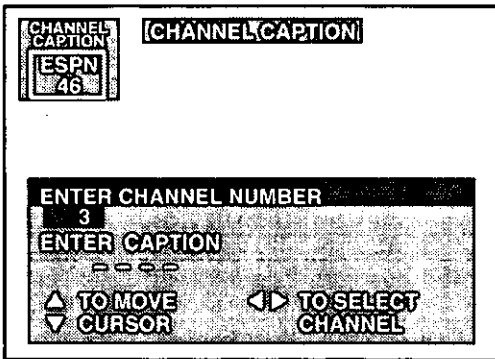 CHANNEL
CAPTION
ESPN
46
[CHANNEL CAPTION]
ENTER CHANNEL NUMBER
3
ENTER CAPTION
– – – –
△ TO MOVE
▽ CURSOR
◁ ▷ TO SELECT
CHANNEL